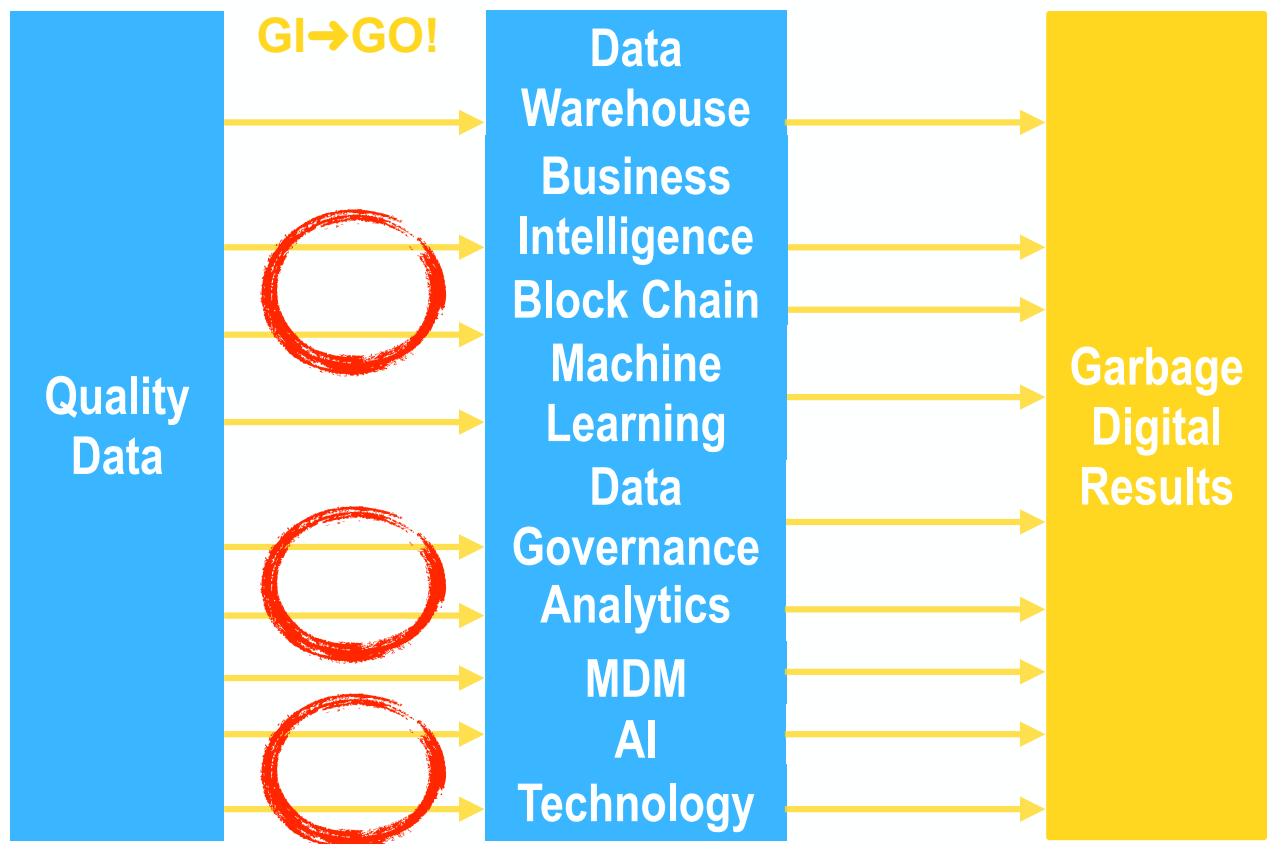 GI➜GO!
Quality
Data
Data
Warehouse
Business
Intelligence
Block Chain
Machine
Learning
Data
Governance
Analytics
MDM
AI
Technology
Garbage
Digital
Results